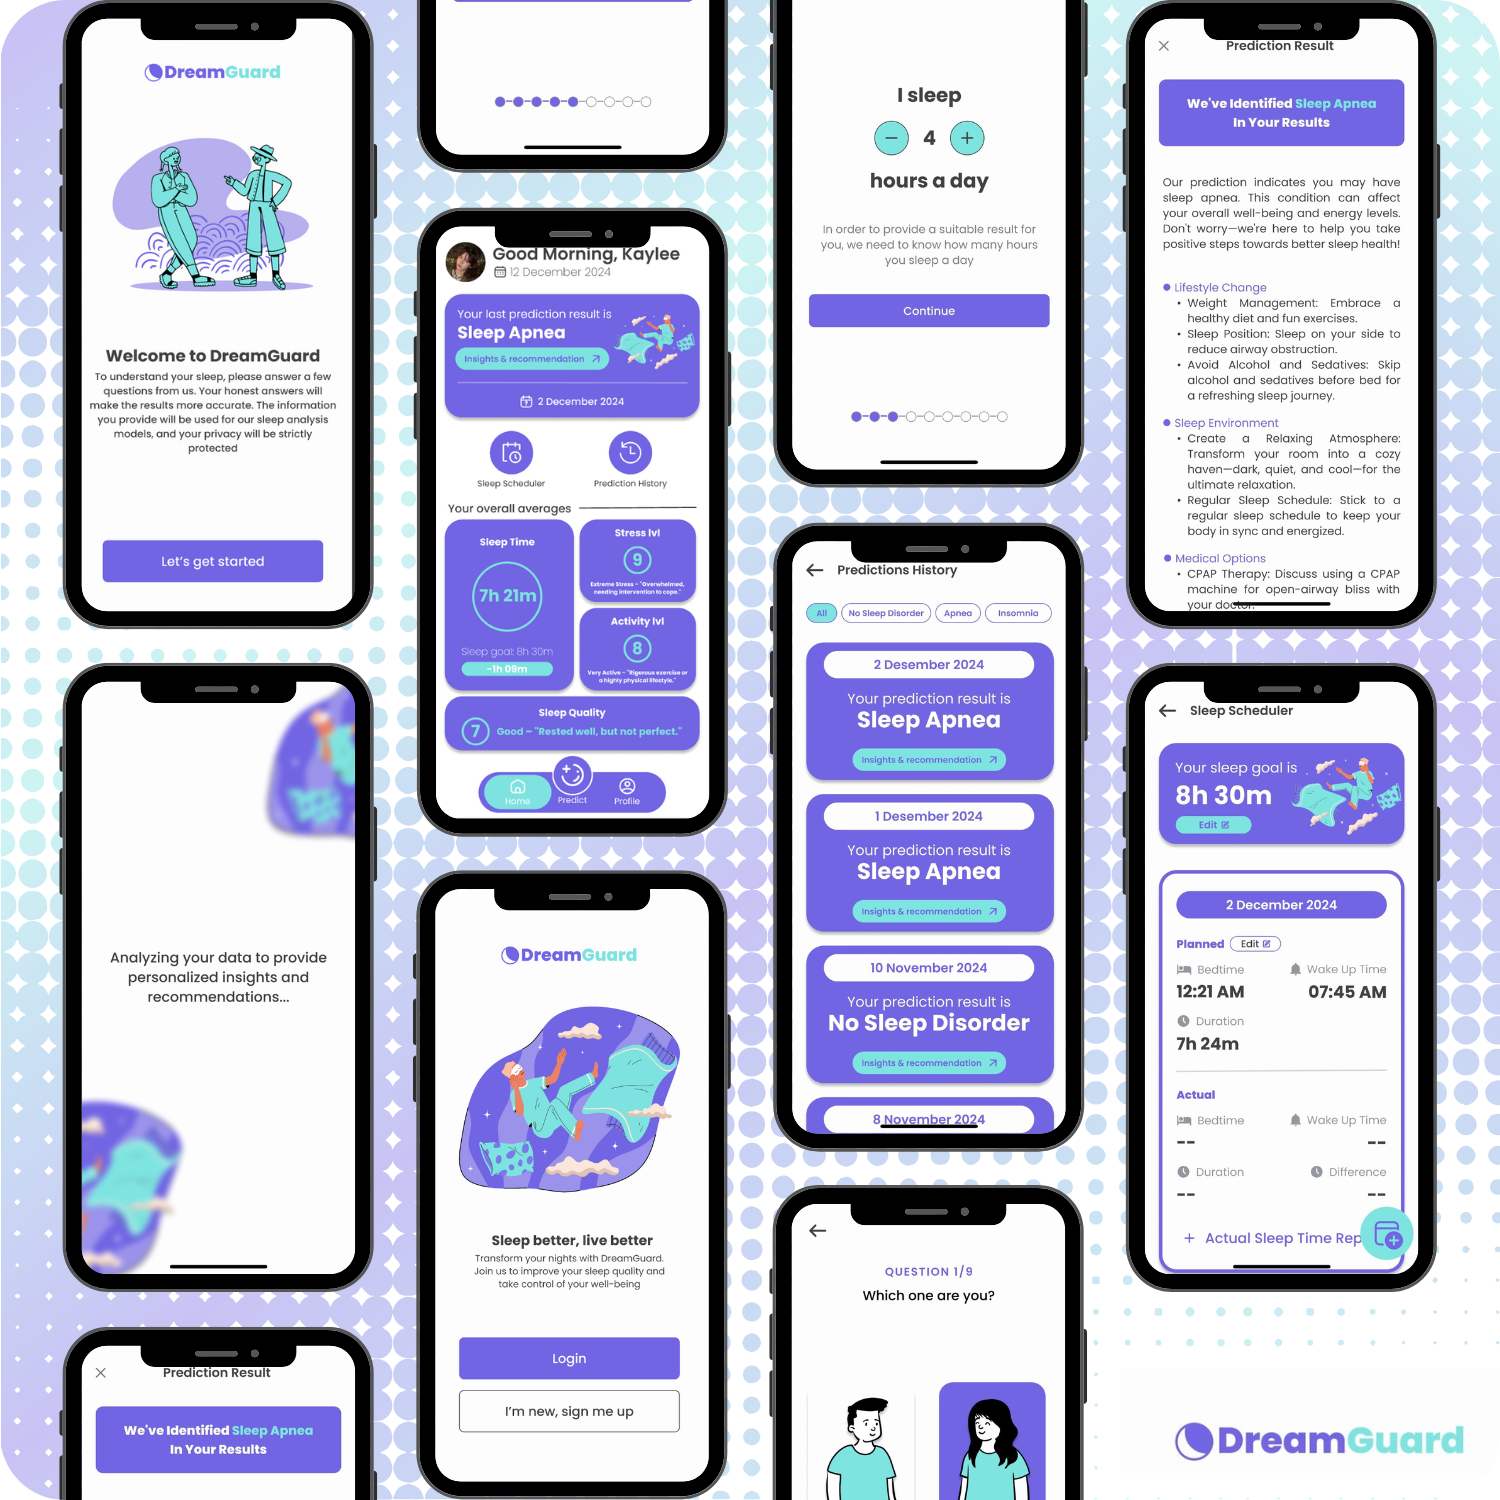 DreamGuard
Welcome to DreamGuard
To understand your sleep, please answer a few
questions from us. Your honest answers will
make the results more accurate. The information
you provide will be used for our sleep analysis
models, and your privacy will be strictly
protected
Let's get started
Analyzing your data to provide
personalized insights and
recommendations...
Prediction Result
We've Identified Sleep Apnea
In Your Results
Good Morning, Kaylee
12 December 2024
Your last prediction result is
Sleep Apnea
Insights & recommendation
2 December 2024
Sleep Scheduler
Prediction History
Your overall averages
Sleep Time
7h 21m
Sleep goal: 8h 30m
-1h 09m
Stress lvl
9
Extreme Stress – "Overwhelmed,
needing intervention to cope."
Activity lvl
8
Very Active – "Rigorous exercise or
a highly physical lifestyle."
Sleep Quality
7
Good – "Rested well, but not perfect."
Home
Predict
Profile
DreamGuard
Sleep better, live better
Transform your nights with DreamGuard.
Join us to improve your sleep quality and
take control of your well-being
Login
I'm new, sign me up
I sleep
4
hours a day
In order to provide a suitable result for
you, we need to know how many hours
you sleep a day
Continue
Predictions History
All
No Sleep Disorder
Apnea
Insomnia
2 Desember 2024
Your prediction result is
Sleep Apnea
Insights & recommendation
1 Desember 2024
Your prediction result is
Sleep Apnea
Insights & recommendation
10 November 2024
Your prediction result is
No Sleep Disorder
Insights & recommendation
8 November 2024
QUESTION 1/9
Which one are you?
Prediction Result
We've Identified Sleep Apnea
In Your Results
Our prediction indicates you may have
sleep apnea. This condition can affect
your overall well-being and energy levels.
Don't worry—we're here to help you take
positive steps towards better sleep health!
Lifestyle Change
• Weight Management: Embrace a
healthy diet and fun exercises.
• Sleep Position: Sleep on your side to
reduce airway obstruction.
• Avoid Alcohol and Sedatives: Skip
alcohol and sedatives before bed for
a refreshing sleep journey.
Sleep Environment
• Create a Relaxing Atmosphere:
Transform your room into a cozy
haven—dark, quiet, and cool—for the
ultimate relaxation.
• Regular Sleep Schedule: Stick to a
regular sleep schedule to keep your
body in sync and energized.
Medical Options
• CPAP Therapy: Discuss using a CPAP
machine for open-airway bliss with
your doctor.
Sleep Scheduler
Your sleep goal is
8h 30m
Edit
2 December 2024
Planned Edit
Bedtime Wake Up Time
12:21 AM 07:45 AM
Duration
7h 24m
Actual
Bedtime Wake Up Time
-- --
Duration Difference
-- --
+ Actual Sleep Time Rep
DreamGuard